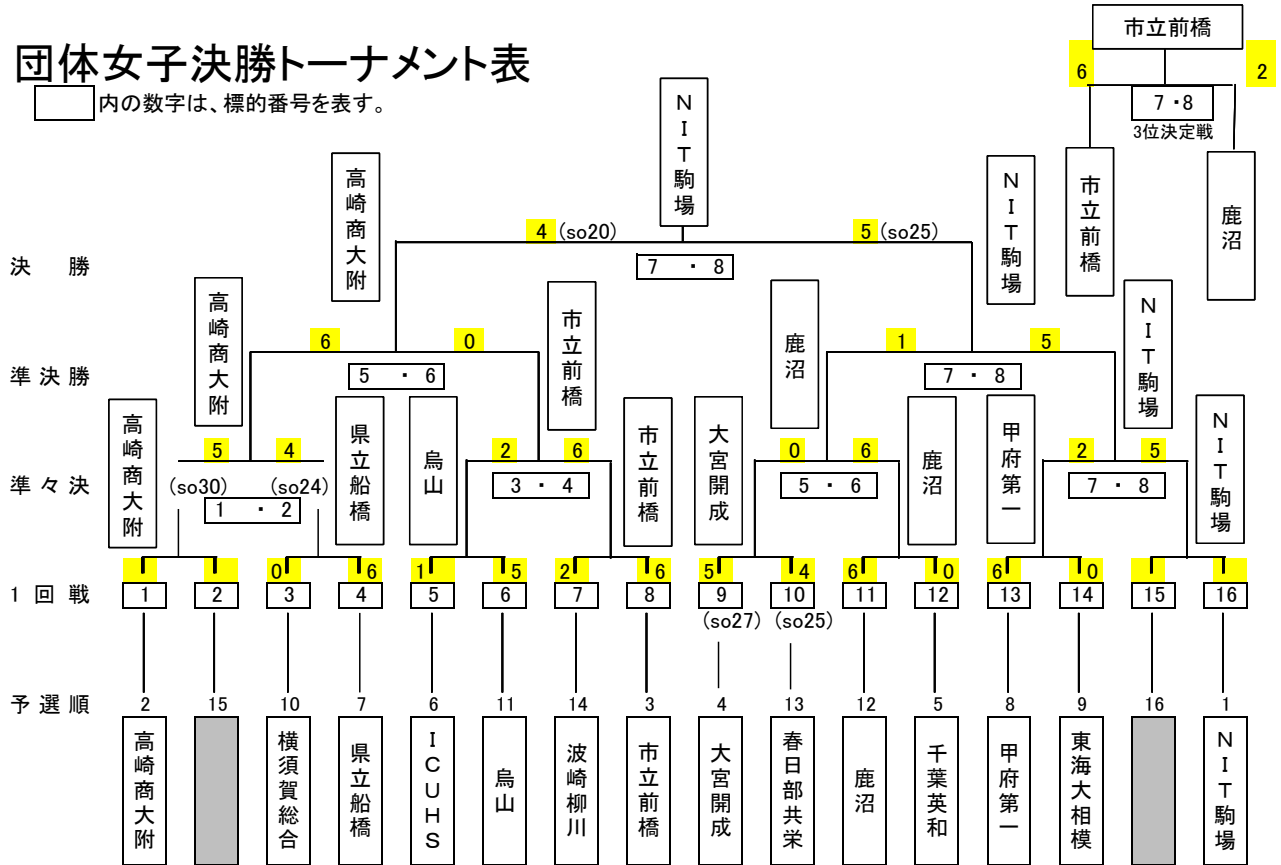 団体女子決勝トーナメント表
内の数字は、標的番号を表す。
市立前橋
6
2
7・8
3位決定戦
市立前橋
鹿沼
NIT駒場
高崎商大附
4 (so20)
5 (so25)
NIT駒場
決勝
7・8
高崎商大附
6
0
市立前橋
鹿沼
1
5
NIT駒場
準決勝
5・6
7・8
高崎商大附
5
4
県立船橋
烏山
2
6
市立前橋
大宮開成
0
6
鹿沼
甲府第一
2
5
NIT駒場
準々決
(so30)
(so24)
1・2
3・4
5・6
7・8
0 6 1 5 2 6 5 4 6 0 6 0
1回戦 1 2 3 4 5 6 7 8 9 10 11 12 13 14 15 16
(so27) (so25)
予選順 2 15 10 7 6 11 14 3 4 13 12 5 8 9 16 1
高崎商大附
横須賀総合
県立船橋
ICUHS
烏山
波崎柳川
市立前橋
大宮開成
春日部共栄
鹿沼
千葉英和
甲府第一
東海大相模
NIT駒場